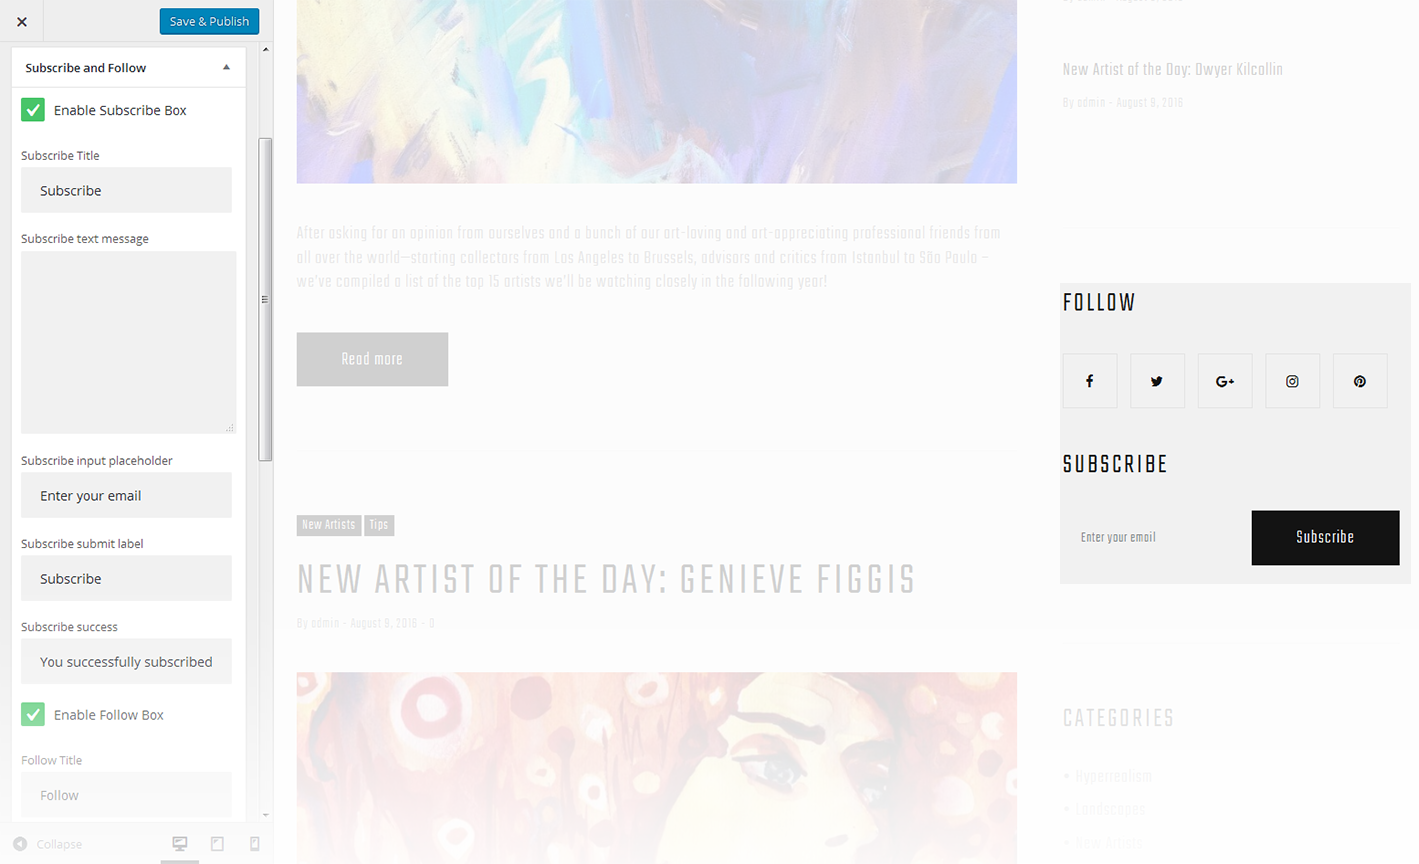 Save & Publish
Subscribe and Follow
Enable Subscribe Box
Subscribe Title
Subscribe
Subscribe text message
Subscribe input placeholder
Enter your email
Subscribe submit label
Subscribe
Subscribe success
You successfully subscribed
Enable Follow Box
Follow Title
Follow
Collapse
After asking for an opinion from ourselves and a bunch of our art-loving and art-appreciating professional friends from
all over the world—starting collectors from Los Angeles to Brussels, advisors and critics from Istanbul to São Paulo –
we've compiled a list of the top 15 artists we'll be watching closely in the following year!
Read more
New Artists Tips
NEW ARTIST OF THE DAY: GENIEVE FIGGIS
By admin - August 9, 2016 - 0
New Artist of the Day: Dwyer Kilcollin
By admin - August 9, 2016
FOLLOW
G+
SUBSCRIBE
Enter your email Subscribe
CATEGORIES
• Hyperrealism
• Landscapes
• New Artists